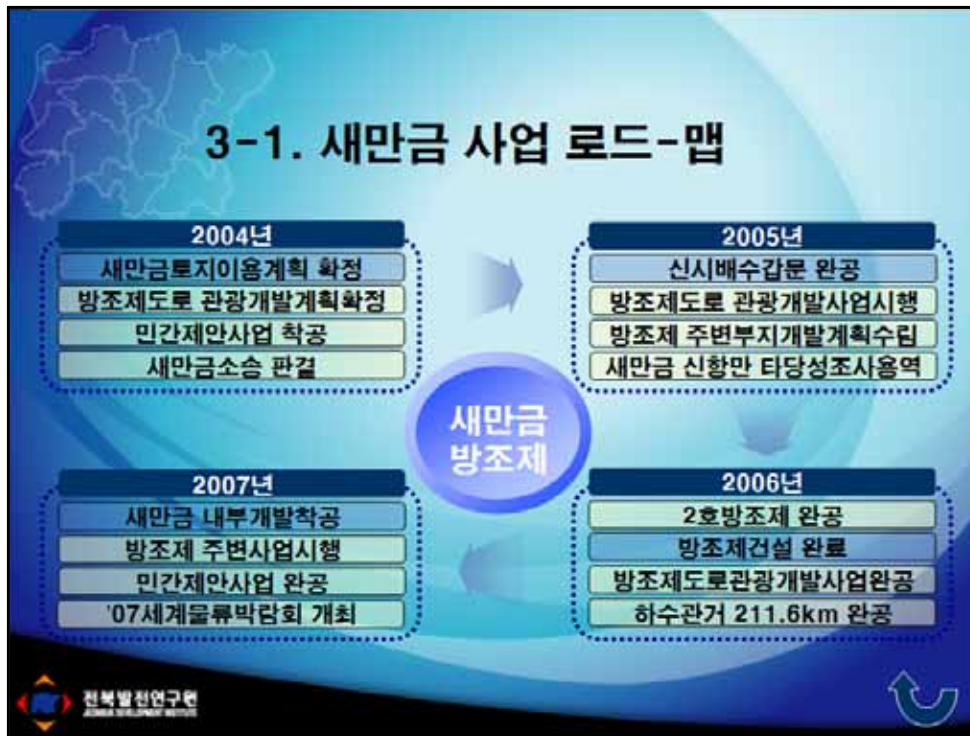 3-1. 새만금 사업 로드-맵
2004년
새만금토지이용계획 확정
방조제도로 관광개발계획확정
민간제안사업 착공
새만금소송 판결
2005년
신시배수갑문 완공
방조제도로 관광개발사업시행
방조제 주변부지개발계획수립
새만금 신항만 타당성조사용역
새만금
방조제
2007년
새만금 내부개발착공
방조제 주변사업시행
민간제안사업 완공
'07세계물류박람회 개최
2006년
2호방조제 완공
방조제건설 완료
방조제도로관광개발사업완공
하수관거 211.6km 완공
전북발전연구원
JEONBUK DEVELOPMENT INSTITUTE